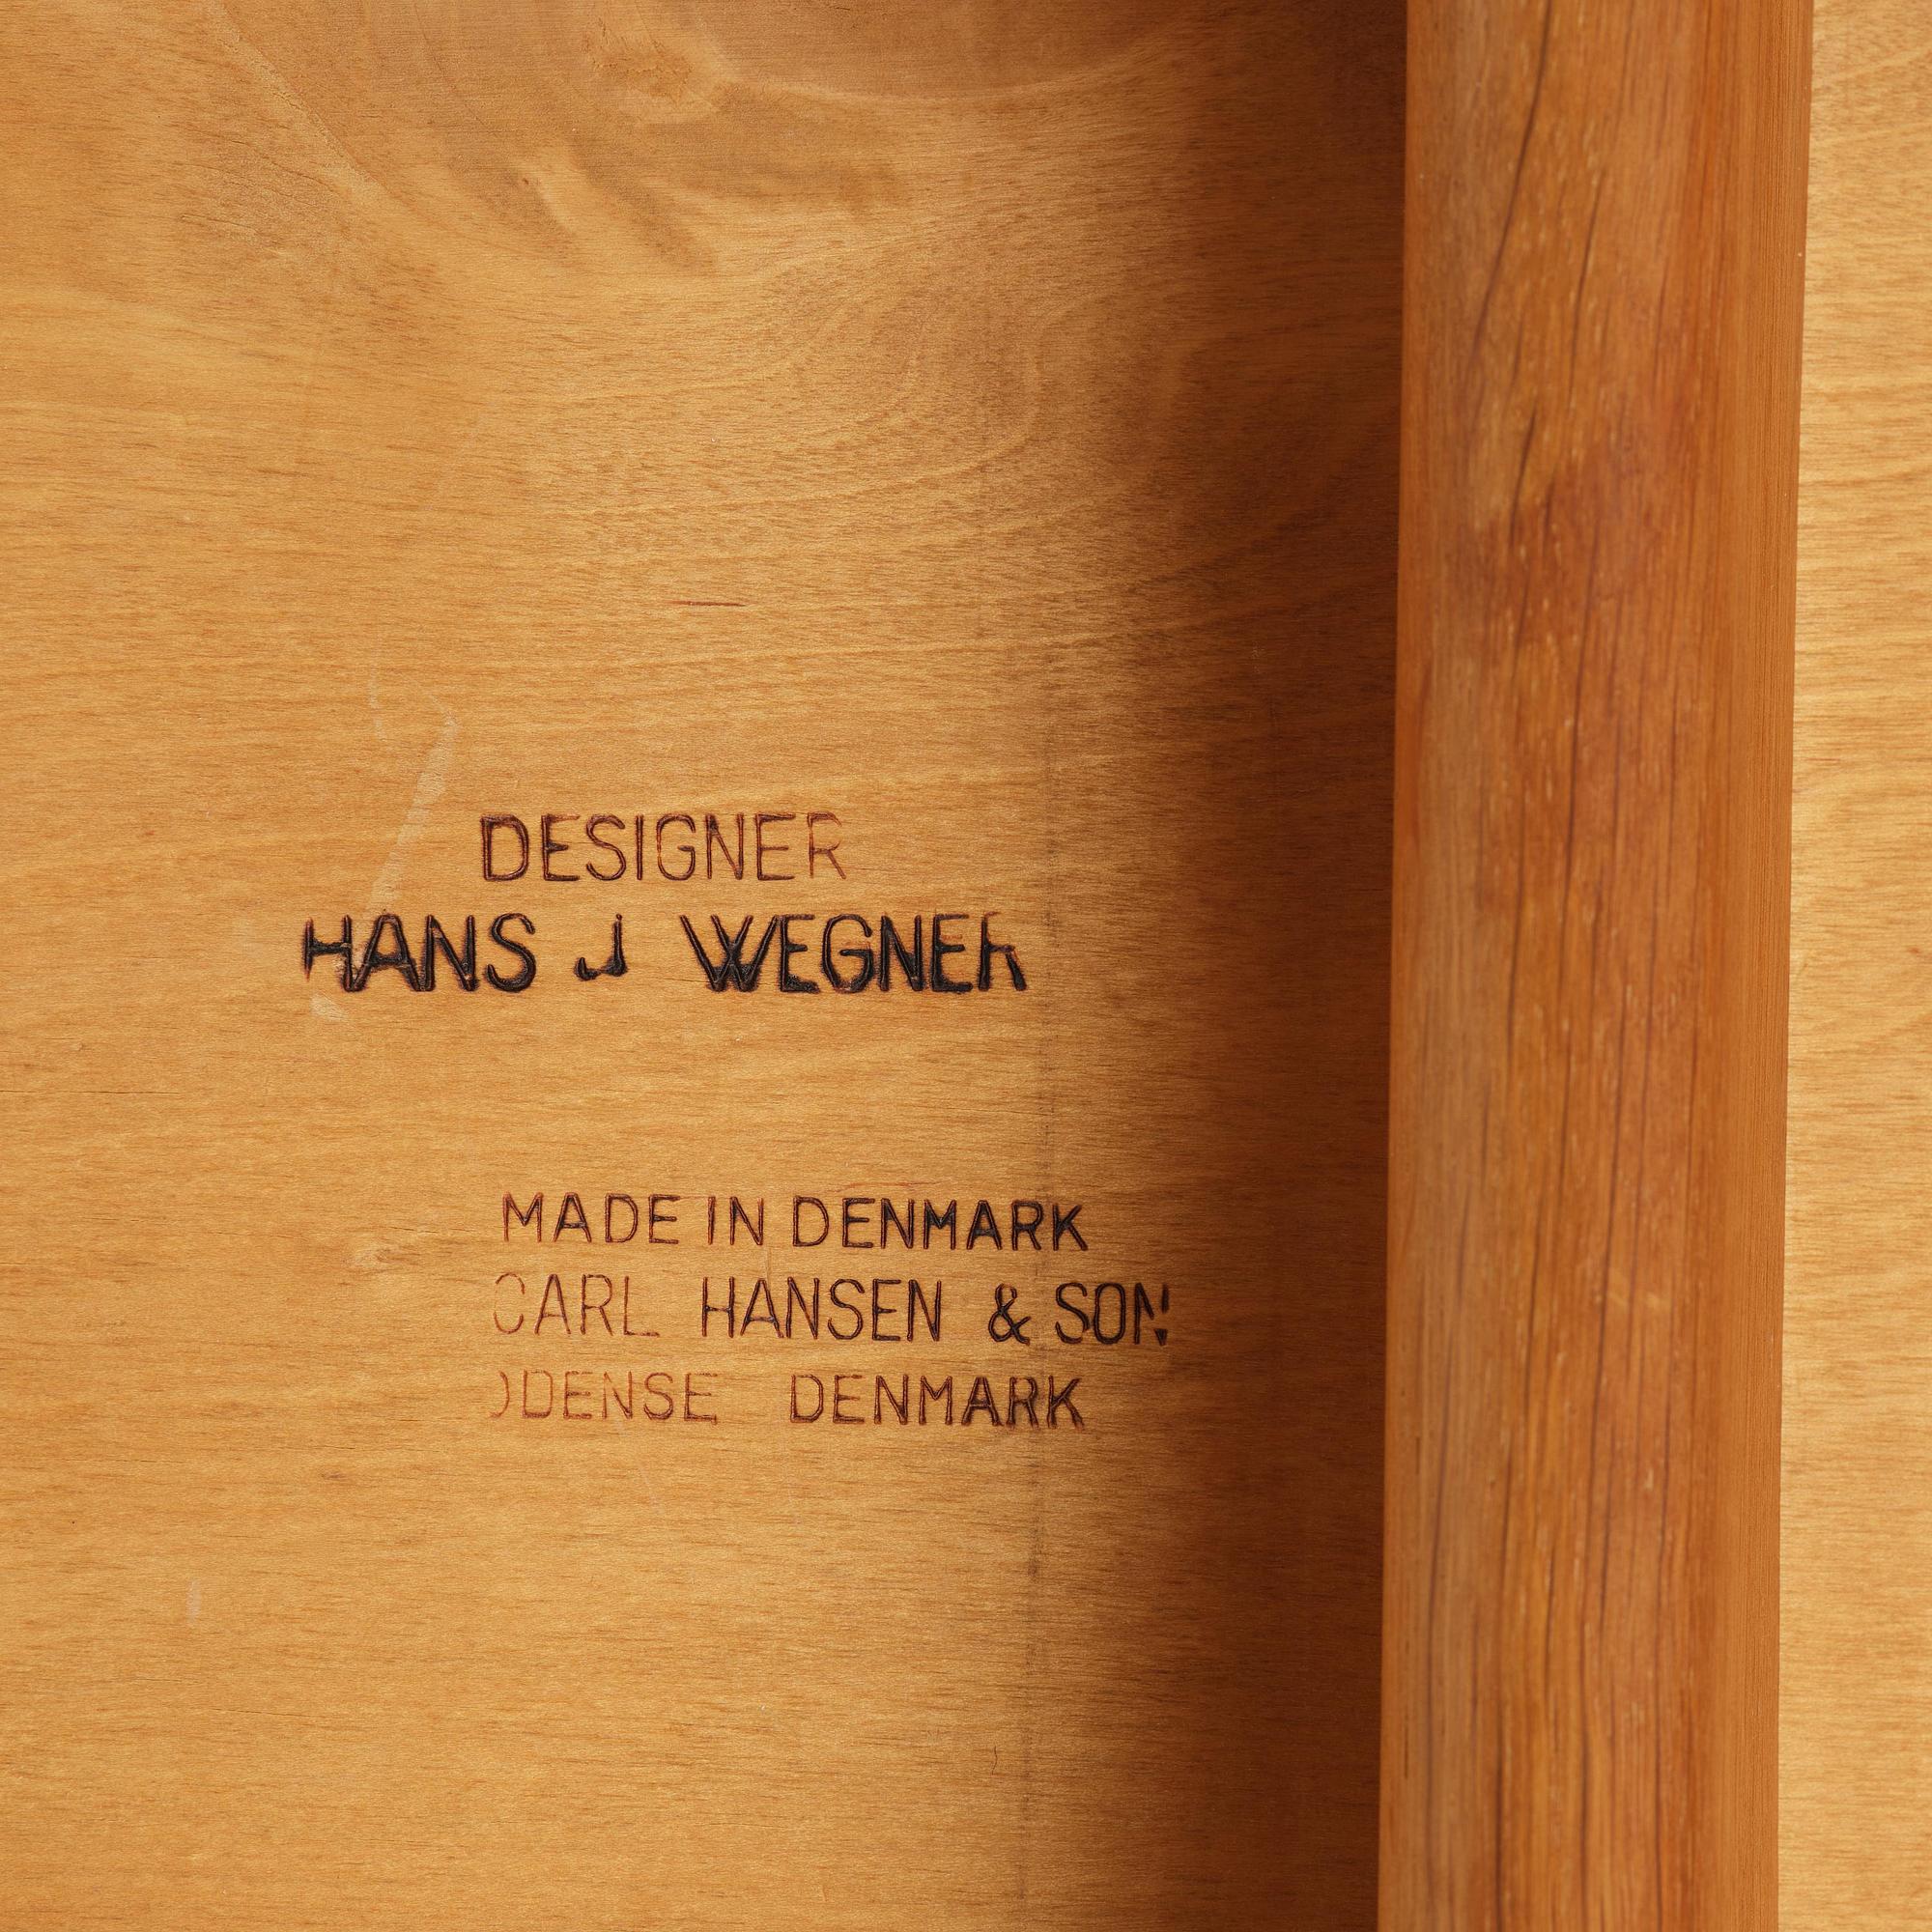 DESIGNER
HANS J WEGNER
MADE IN DENMARK
CARL HANSEN & SON
ODENSE DENMARK